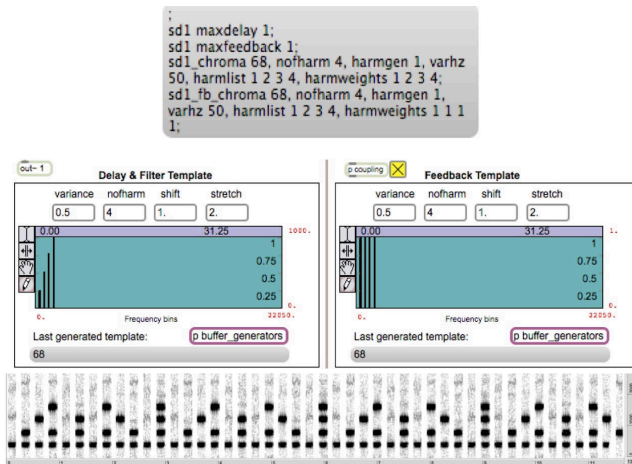 ;
sd1 maxdelay 1;
sd1 maxfeedback 1;
sd1_chroma 68, nofharm 4, harmgen 1, varhz
50, harmlist 1 2 3 4, harmweights 1 2 3 4;
sd1_fb_chroma 68, nofharm 4, harmgen 1,
varhz 50, harmlist 1 2 3 4, harmweights 1 1 1
1;
out~ 1
Delay & Filter Template
variance nofharm shift stretch
0.5 4 1. 2.
0.00 31.25 1000.
1
0.75
0.5
0.25
0.
0. 22050.
Frequency bins
Last generated template: p buffer_generators
68
p coupling
Feedback Template
variance nofharm shift stretch
0.5 4 1. 2.
0.00 31.25 1.
1
0.75
0.5
0.25
0.
0. 22050.
Frequency bins
Last generated template: p buffer_generators
68